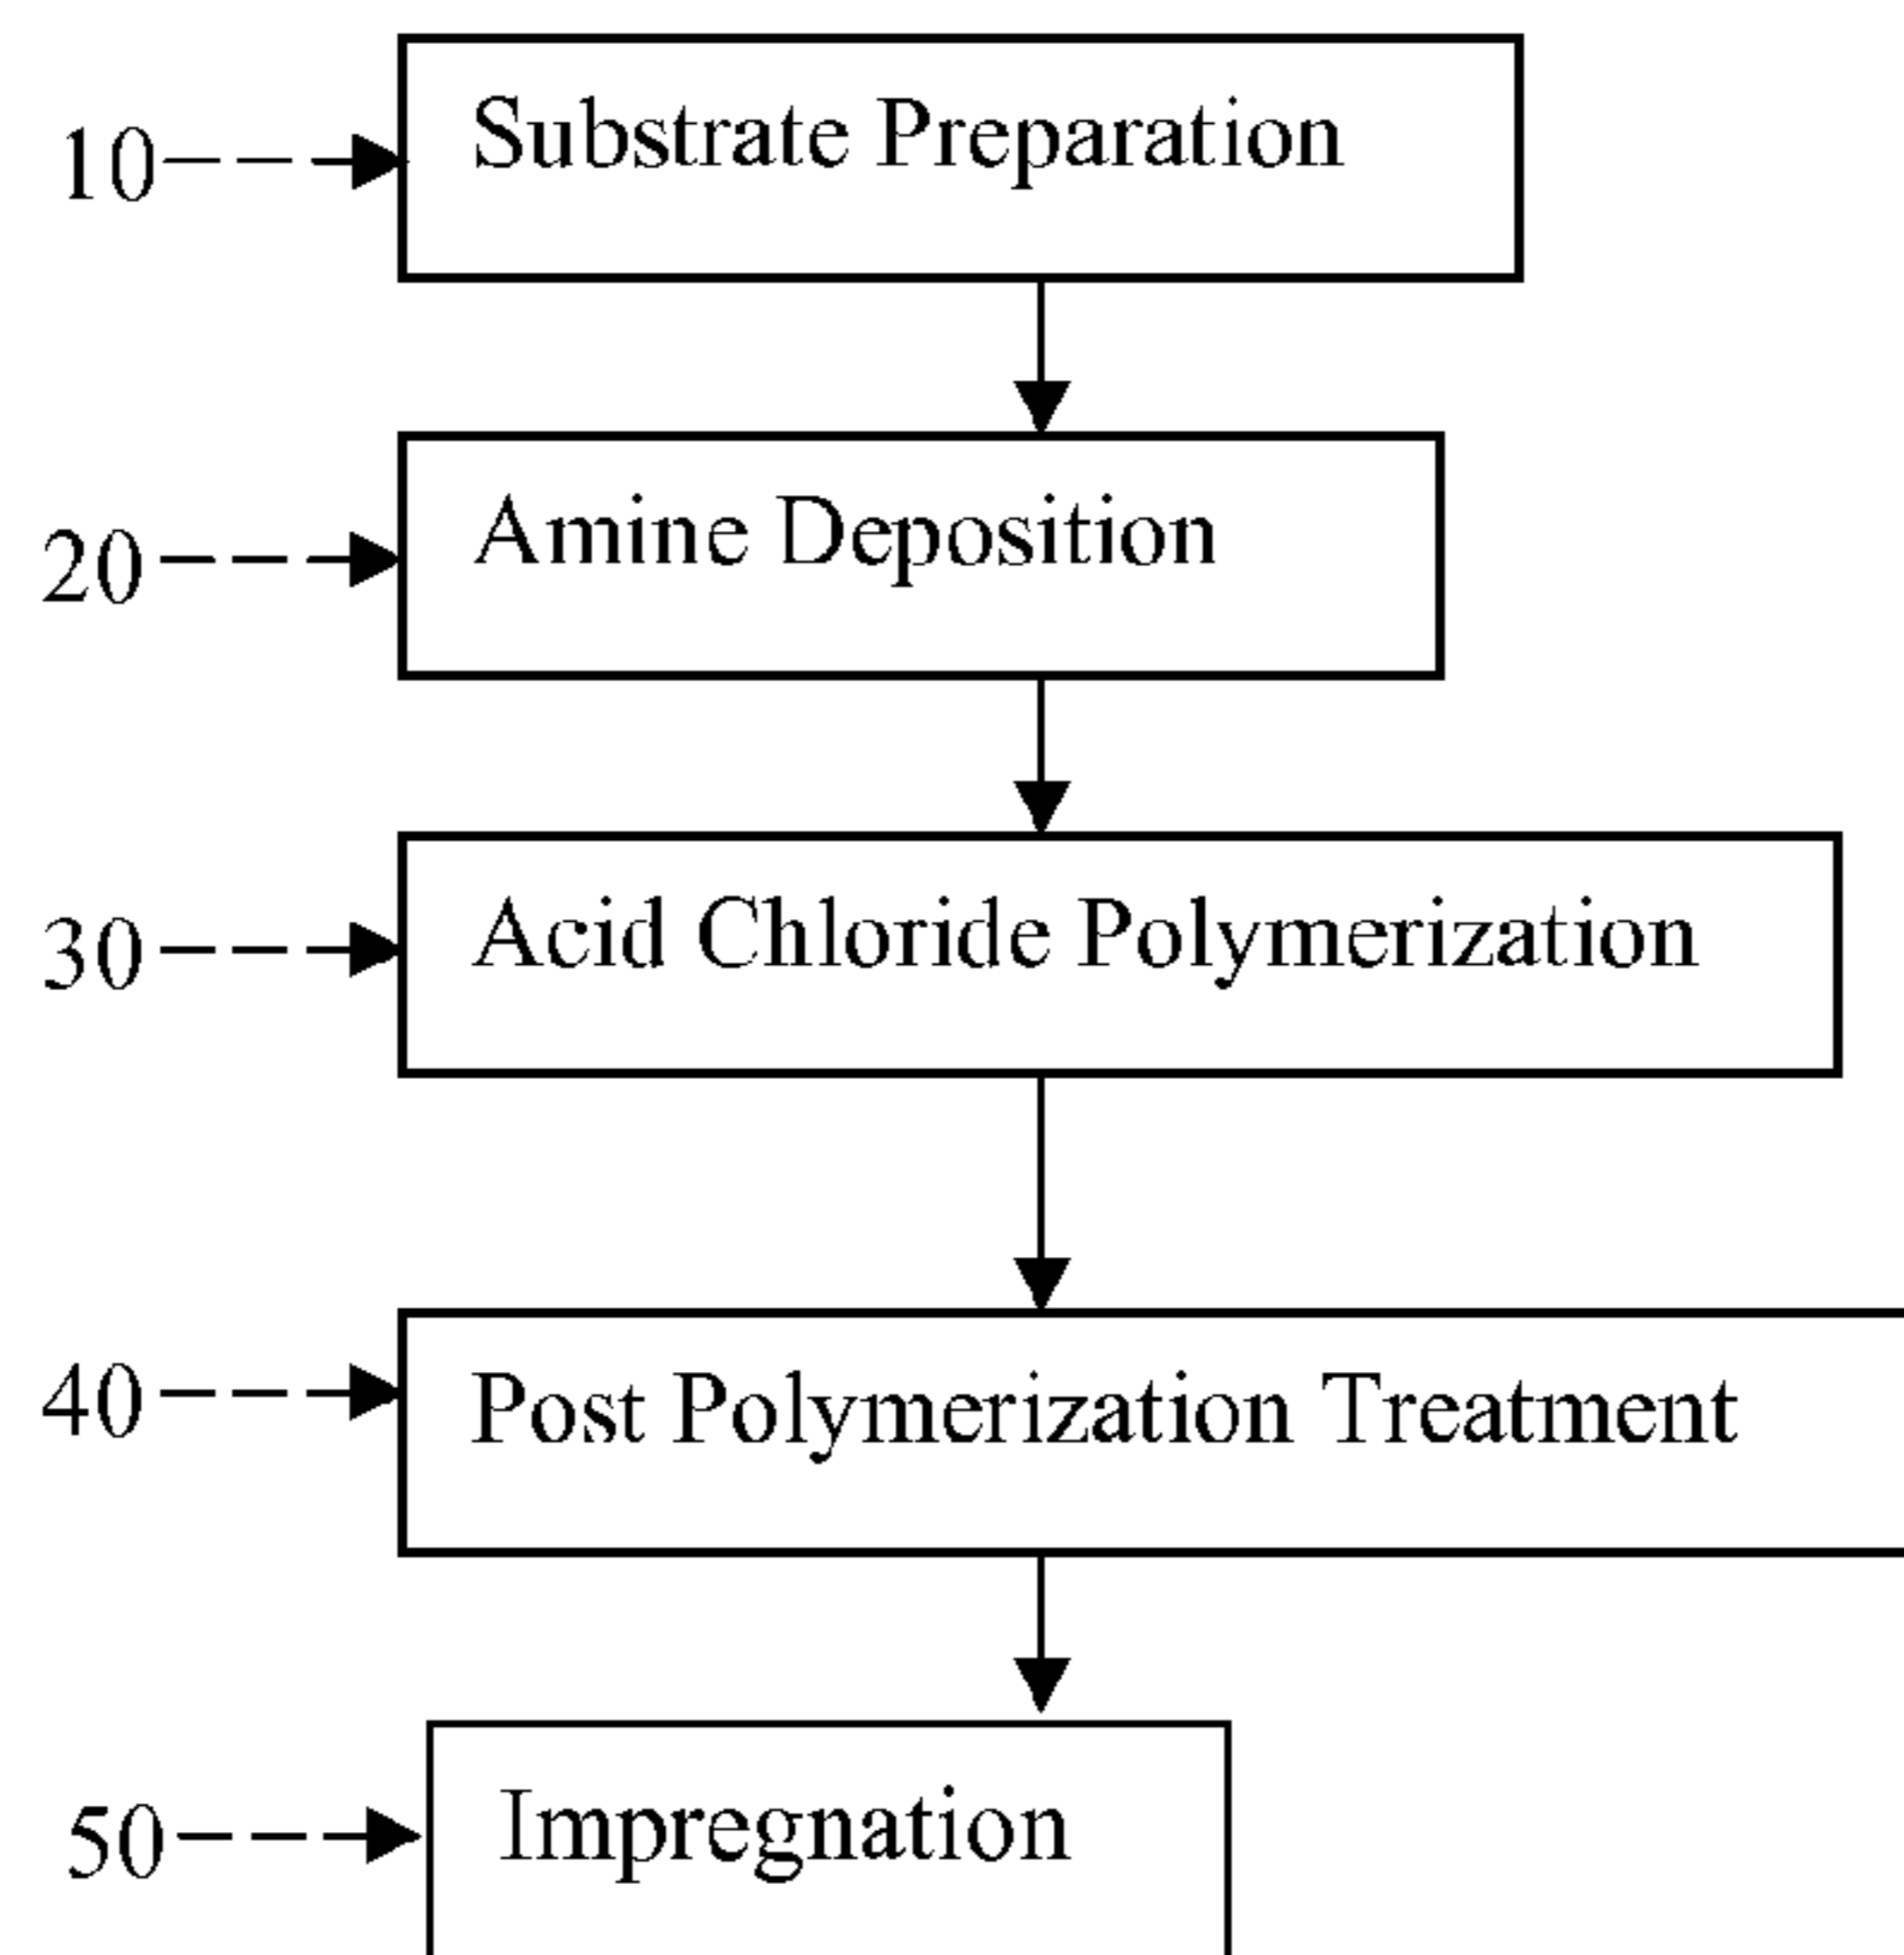 10 Substrate Preparation
20 Amine Deposition
30 Acid Chloride Polymerization
40 Post Polymerization Treatment
50 Impregnation